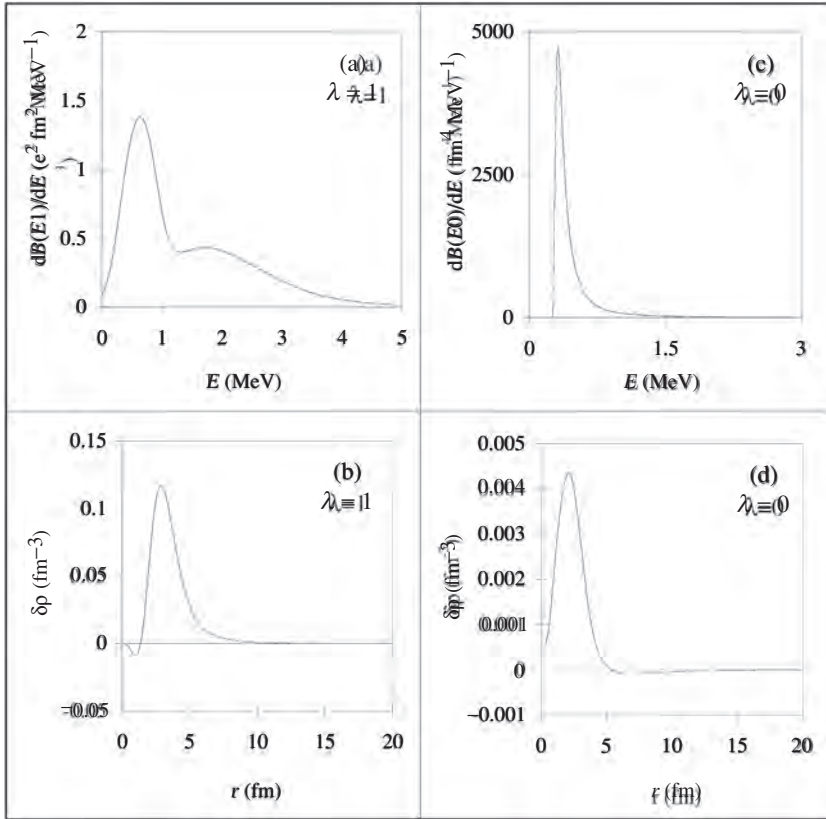 (a)
λ = 1
dB(E1)/dE (e² fm² MeV⁻¹)
2
1.5
1
0.5
0
0 1 2 3 4 5
E (MeV)
(c)
λ = 0
dB(E0)/dE (fm⁴ MeV⁻¹)
5000
2500
0
0 1.5 3
E (MeV)
(b)
λ = 1
δρ (fm⁻³)
0.15
0.1
0.05
0
−0.05
0 5 10 15 20
r (fm)
(d)
λ = 0
δρ (fm⁻³)
0.005
0.004
0.003
0.002
0.001
0
−0.001
0 5 10 15 20
r (fm)